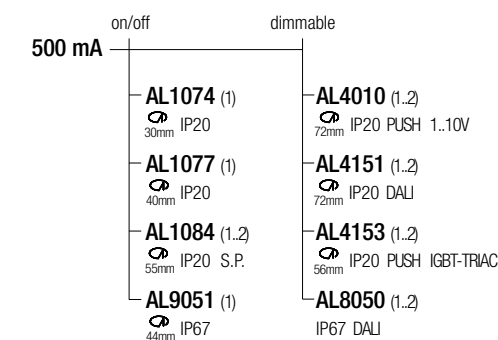 on/off dimmable
500 mA
AL1074 (1) AL4010 (1..2)
30mm IP20 72mm IP20 PUSH 1..10V
AL1077 (1) AL4151 (1..2)
40mm IP20 72mm IP20 DALI
AL1084 (1..2) AL4153 (1..2)
55mm IP20 S.P. 56mm IP20 PUSH IGBT-TRIAC
AL9051 (1) AL8050 (1..2)
44mm IP67 IP67 DALI